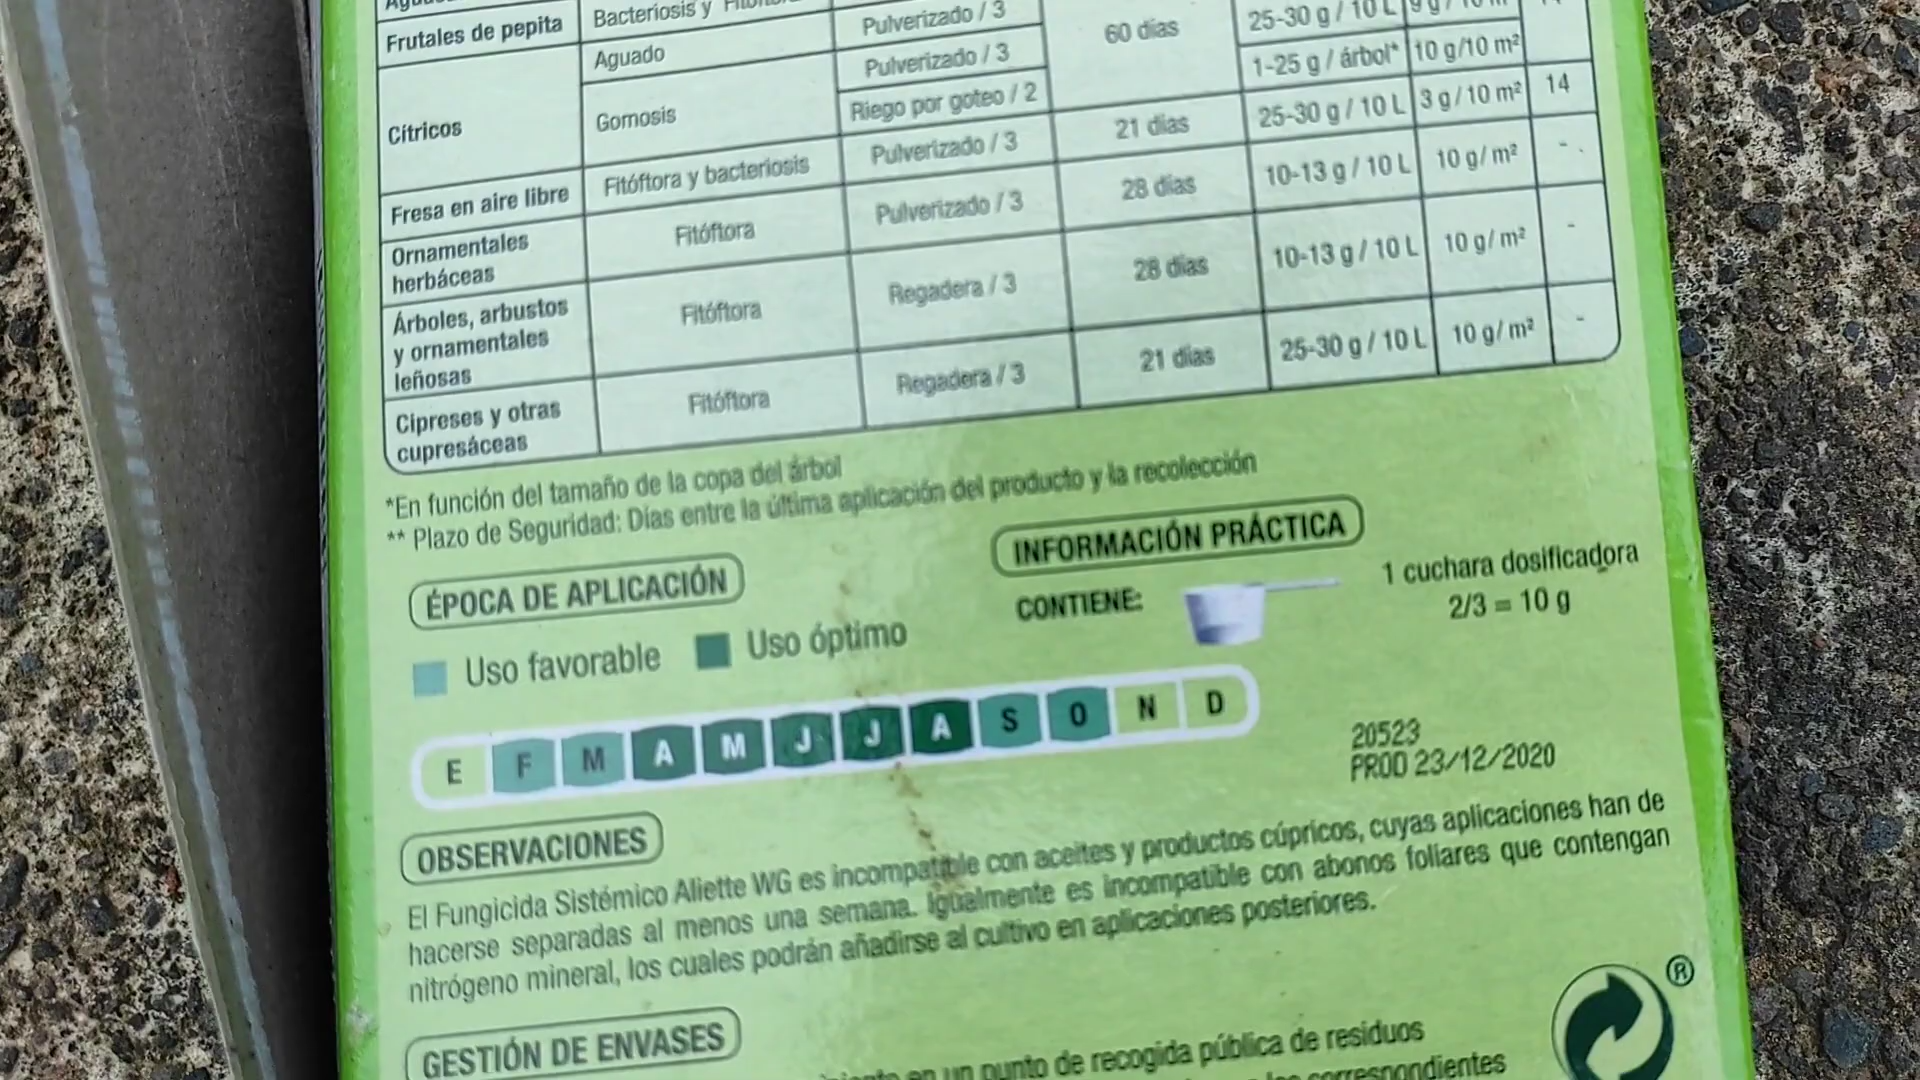 Frutales de pepita
Bacteriosis y
Pulverizado / 3
60 días
25-30 g / 10 L
Aguado
Pulverizado / 3
1-25 g / árbol*
10 g/10 m²
Cítricos
Gomosis
Riego por goteo / 2
25-30 g / 10 L
3 g/10 m²
14
21 días
Fresa en aire libre
Fitóftora y bacteriosis
Pulverizado / 3
28 días
10-13 g / 10 L
10 g/m²
-
Ornamentales
herbáceas
Fitóftora
Pulverizado / 3
28 días
10-13 g / 10 L
10 g/m²
-
Árboles, arbustos
y ornamentales
leñosas
Fitóftora
Regadera / 3
21 días
25-30 g / 10 L
10 g/m²
-
Cipreses y otras
cupresáceas
Fitóftora
Regadera / 3
*En función del tamaño de la copa del árbol
** Plazo de Seguridad: Días entre la última aplicación del producto y la recolección
ÉPOCA DE APLICACIÓN
Uso favorable
Uso óptimo
E F M A M J J A S O N D
INFORMACIÓN PRÁCTICA
CONTIENE:
1 cuchara dosificadora
2/3 = 10 g
20523
PROD 23/12/2020
OBSERVACIONES
El Fungicida Sistémico Aliette WG es incompatible con aceites y productos cúpricos, cuyas aplicaciones han de
hacerse separadas al menos una semana. Igualmente es incompatible con abonos foliares que contengan
nitrógeno mineral, los cuales podrán añadirse al cultivo en aplicaciones posteriores.
GESTIÓN DE ENVASES
en un punto de recogida pública de residuos
correspondientes
®